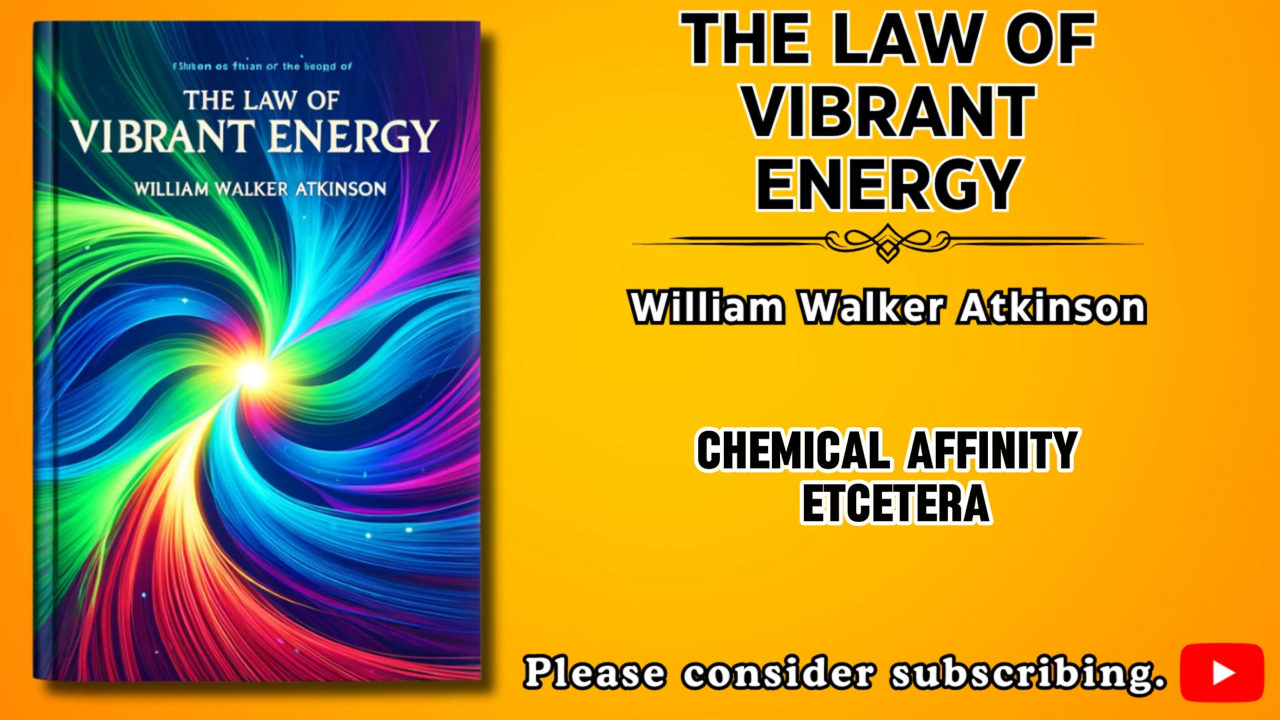 THE LAW OF
VIBRANT ENERGY
WILLIAM WALKER ATKINSON
THE LAW OF
VIBRANT
ENERGY
William Walker Atkinson
CHEMICAL AFFINITY
ETCETERA
Please consider subscribing.